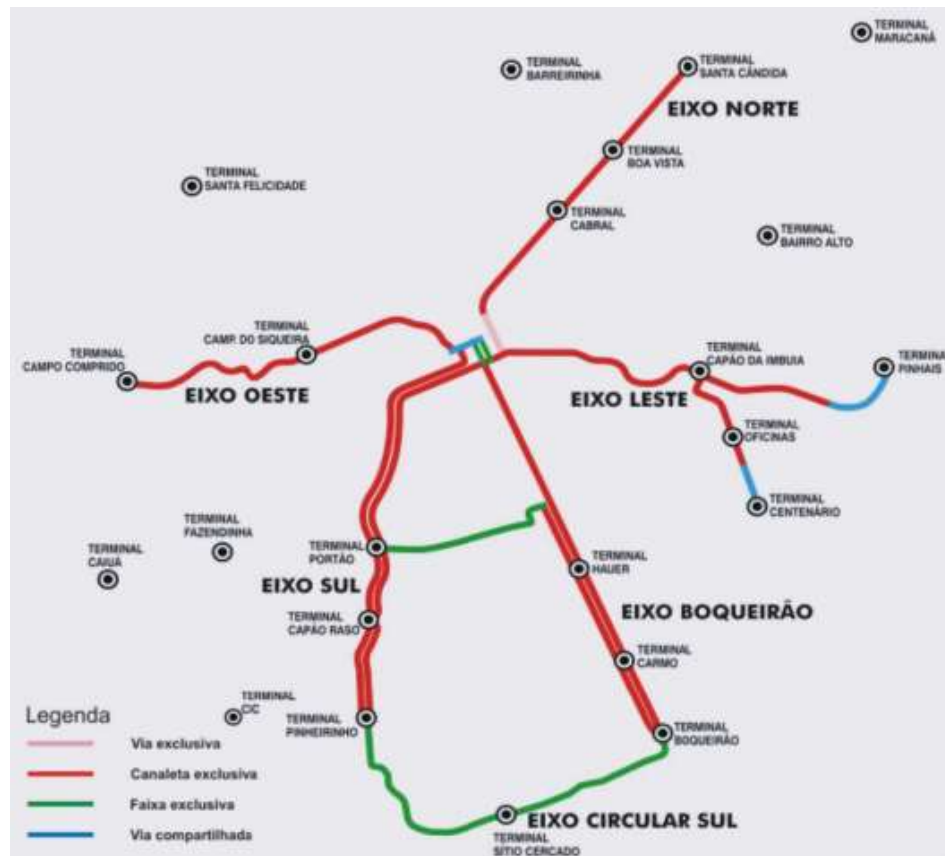 TERMINAL
MARACANÁ
TERMINAL
BARREIRINHA
TERMINAL
SANTA CÂNDIDA
EIXO NORTE
TERMINAL
BOA VISTA
TERMINAL
SANTA FELICIDADE
TERMINAL
CABRAL
TERMINAL
BAIRRO ALTO
TERMINAL
CAMP. DO SIQUEIRA
TERMINAL
CAMPO COMPRIDO
EIXO OESTE
TERMINAL
CAPÃO DA IMBUIA
TERMINA
PINHAIS
EIXO LESTE
TERMINAL
OFICINAS
TERMINAL
CENTENÁRIO
TERMINAL
FAZENDINHA
TERMINAL
CAIUÁ
TERMINAL
PORTÃO
EIXO SUL
TERMINAL
HAUER
EIXO BOQUEIRÃO
TERMINAL
CAPÃO RASO
TERMINAL
CARMO
TERMINAL
CIC
TERMINAL
PINHEIRINHO
TERMINAL
BOQUEIRÃO
EIXO CIRCULAR SUL
TERMINAL
SÍTIO CERCADO
Legenda
Via exclusiva
Canaleta exclusiva
Faixa exclusiva
Via compartilhada